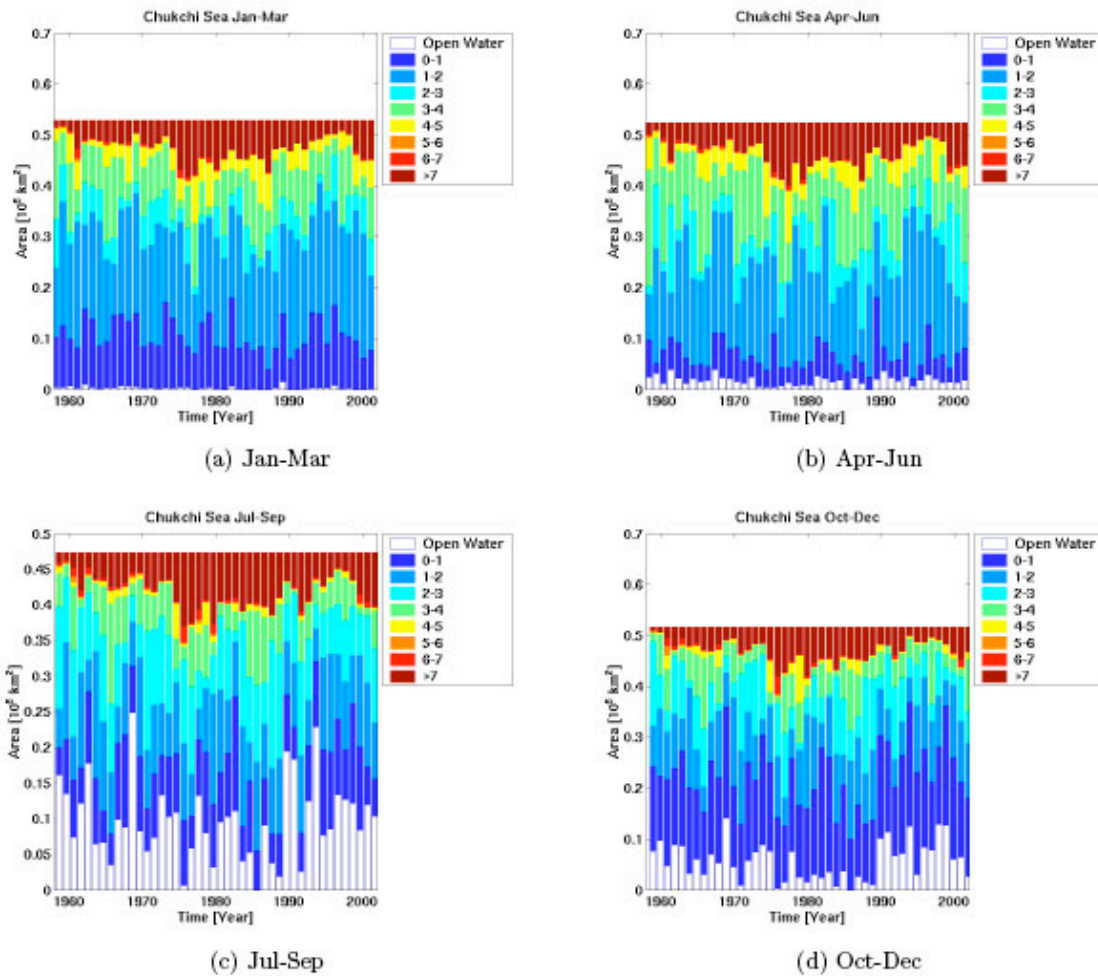 Chukchi Sea Jan-Mar
0.7
0.6
0.5
0.4
0.3
0.2
0.1
0
Area [10⁶ km²]
1960 1970 1980 1990 2000
Time [Year]
Open Water
0-1
1-2
2-3
3-4
4-5
5-6
6-7
>7
(a) Jan-Mar
Chukchi Sea Apr-Jun
0.7
0.6
0.5
0.4
0.3
0.2
0.1
0
Area [10⁶ km²]
1960 1970 1980 1990 2000
Time [Year]
Open Water
0-1
1-2
2-3
3-4
4-5
5-6
6-7
>7
(b) Apr-Jun
Chukchi Sea Jul-Sep
0.5
0.45
0.4
0.35
0.3
0.25
0.2
0.15
0.1
0.05
0
Area [10⁶ km²]
1960 1970 1980 1990 2000
Time [Year]
Open Water
0-1
1-2
2-3
3-4
4-5
5-6
6-7
>7
(c) Jul-Sep
Chukchi Sea Oct-Dec
0.7
0.6
0.5
0.4
0.3
0.2
0.1
0
Area [10⁶ km²]
1960 1970 1980 1990 2000
Time [Year]
Open Water
0-1
1-2
2-3
3-4
4-5
5-6
6-7
>7
(d) Oct-Dec